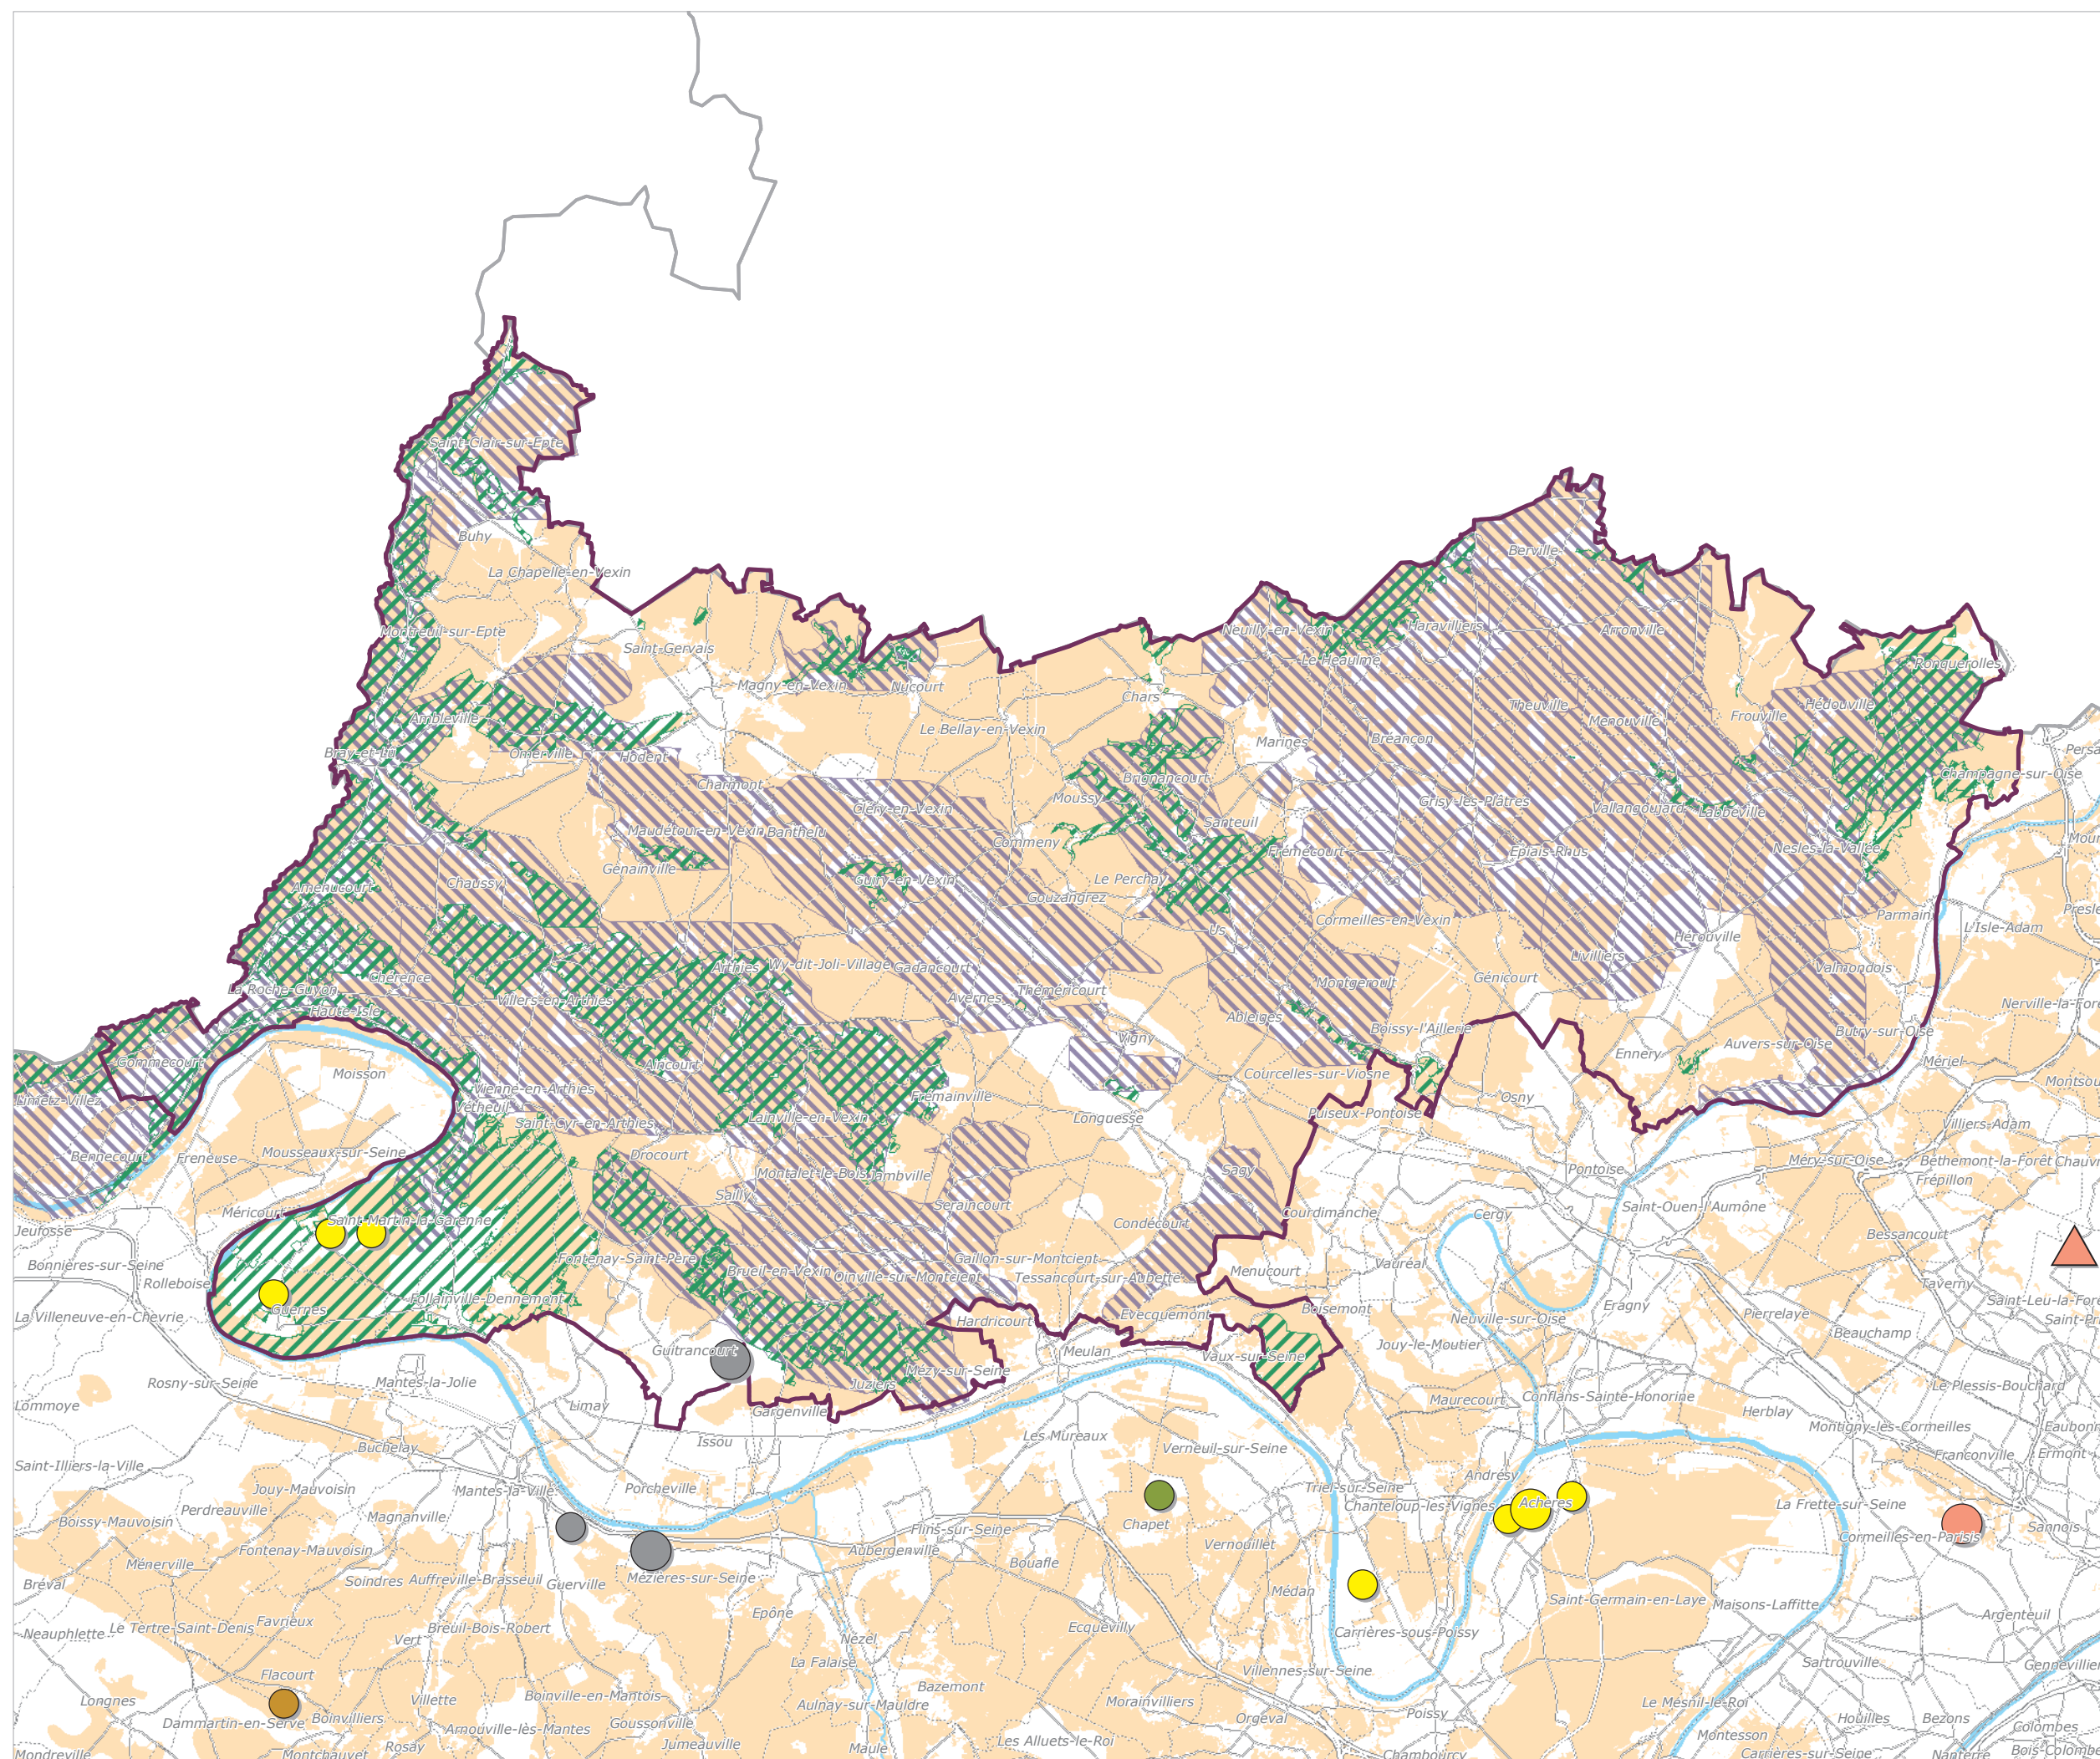 Saint-Clair-sur-Epte
Buhy
Berville
La Chapelle-en-Vexin
Montreuil-sur-Epte
Neuilly-en-Vexin
Haravilliers
Arronville
Saint-Gervais
Le Heaulme
Ronquerolles
Magny-en-Vexin
Nucourt
Chars
Theuville
Hédouville
Ambleville
Menouville
Frouville
Le Bellay-en-Vexin
Marines
Bréançon
Bray-et-Lû
Omerville
Hodent
Persa
Brignancourt
Champagne-sur-Oise
Charmont
Moussy
Grisy-les-Plâtres
Cléry-en-Vexin
Vallangoujard
Labbeville
Santeuil
Maudétour-en-Vexin
Banthelu
Mour
Commeny
Frémécourt
Epiais-Rhus
Nesles-la-Vallée
Génainville
Guiry-en-Vexin
Le Perchay
Chaussy
Amenucourt
Gouzangrez
Presle
Parmain
Cormeilles-en-Vexin
L'Isle-Adam
Us
Hérouville
Livilliers
Arthies
Wy-dit-Joli-Village
Gadancourt
Valmondois
Chérence
Génicourt
Montgeroult
La Roche-Guyon
Théméricourt
Villers-en-Arthies
Avernes
Nerville-la-Forê
Haute-Isle
Ableiges
Boissy-l'Aillerie
Butry-sur-Oise
Vigny
Auvers-sur-Oise
Ennery
Gommecourt
Aincourt
Mériel
Moisson
Courcelles-sur-Viosne
Montsou
Vienne-en-Arthies
Frémainville
Osny
Limetz-Villez
Vétheuil
Puiseux-Pontoise
Lainville-en-Vexin
Longuesse
Saint-Cyr-en-Arthies
Villiers-Adam
Mousseaux-sur-Seine
Drocourt
Bennecourt
Freneuse
Méry-sur-Oise
Béthemont-la-Forêt
Chauvr
Pontoise
Sagy
Montalet-le-Bois
Jambville
Frépillon
Sailly
Seraincourt
Saint-Ouen-l'Aumône
Méricourt
Courdimanche
Cergy
Saint-Martin-la-Garenne
Condécourt
Jeufosse
Bessancourt
Fontenay-Saint-Père
Gaillon-sur-Montcient
Bonnières-sur-Seine
Vauréal
Brueil-en-Vexin
Menucourt
Oinville-sur-Montcient
Tessancourt-sur-Aubette
Rolleboise
Taverny
Follainville-Dennemont
Saint-Leu-la-Foré
Eragny
Guernes
Boisemont
Evecquemont
Pierrelaye
La Villeneuve-en-Chevrie
Neuville-sur-Oise
Hardricourt
Saint-Pr
Beauchamp
Jouy-le-Moutier
Guitrancourt
Meulan
Vaux-sur-Seine
Mézy-sur-Seine
Rosny-sur-Seine
Mantes-la-Jolie
Juziers
Le Plessis-Bouchard
Conflans-Sainte-Honorine
Maurecourt
Lommoye
Limay
Gargenville
Herblay
Montigny-lès-Cormeilles
Eaubonn
Les Mureaux
Issou
Buchelay
Verneuil-sur-Seine
Franconville
Ermont
Saint-Illiers-la-Ville
Andrésy
Jouy-Mauvoisin
Mantes-la-Ville
Porcheville
Triel-sur-Seine
Achères
Chanteloup-les-Vignes
La Frette-sur-Seine
Perdreauville
Magnanville
Boissy-Mauvoisin
Chapet
Flins-sur-Seine
Sannois
Cormeilles-en-Parisis
Vernouillet
Fontenay-Mauvoisin
Aubergenville
Ménerville
Bouafle
Bréval
Soindres
Auffreville-Brasseuil
Guerville
Mézières-sur-Seine
Médan
Saint-Germain-en-Laye
Maisons-Laffitte
Epône
Argenteuil
Favrieux
Le Tertre-Saint-Denis
Breuil-Bois-Robert
Ecquevilly
Neauphlette
Carrières-sous-Poissy
Vert
Nézel
La Falaise
Sartrouville
Gennevillier
Flacourt
Villennes-sur-Seine
Bazemont
Longnes
Villette
Boinville-en-Mantois
Morainvilliers
Aulnay-sur-Mauldre
Le Mesnil-le-Roi
Poissy
Dammartin-en-Serve
Boinvilliers
Orgeval
Houilles
Bezons
Goussonville
Arnouville-lès-Mantes
Colombes
Montesson
Les Alluets-le-Roi
Jumeauville
Rosay
Maule
Mondreville
Montchauvet
Chambourcy
Carrières-sur-Seine
Nanterre
Bois-Colomb